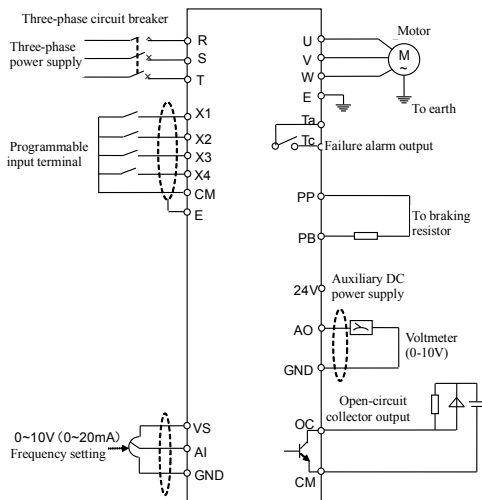 Three-phase circuit breaker
Three-phase
power supply
R
S
T
Programmable
input terminal
X1
X2
X3
X4
CM
E
0~10V (0~20mA)
Frequency setting
VS
AI
GND
U
V
W
E
Motor
M
~
To earth
Ta
Tc
Failure alarm output
PP
PB
To braking
resistor
24V
Auxiliary DC
power supply
AO
GND
Voltmeter
(0-10V)
Open-circuit
collector output
OC
CM